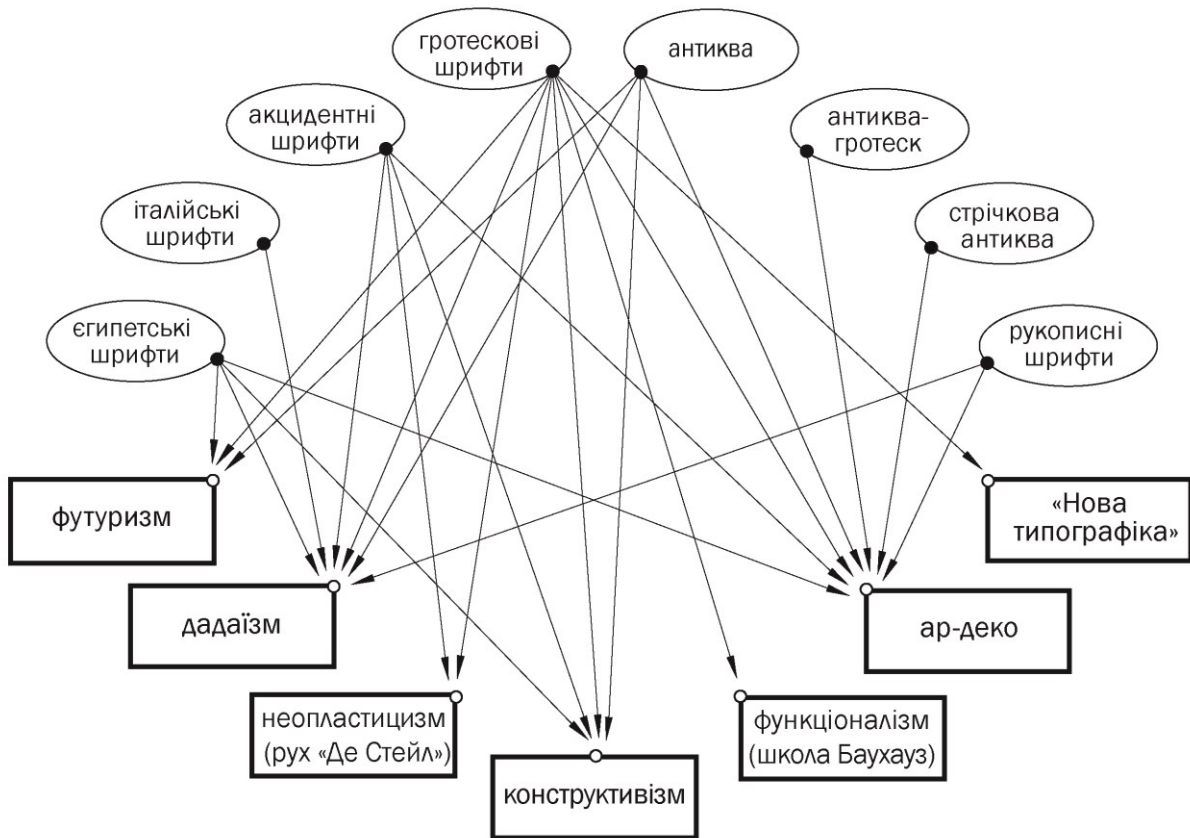 гротескові
шрифти
антиква
акцидентні
шрифти
антиква-
гротеск
італійські
шрифти
стрічкова
антиква
єгипетські
шрифти
рукописні
шрифти
футуризм
«Нова
типографіка»
дадаїзм
ар-деко
неопластицизм
(рух «Де Стейл»)
функціоналізм
(школа Баухауз)
конструктивізм